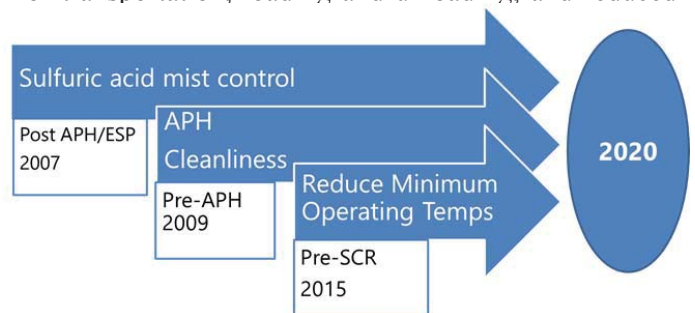 Sulfuric acid mist control
Post APH/ESP
2007
APH
Cleanliness
Pre-APH
2009
Reduce Minimum
Operating Temps
Pre-SCR
2015
2020